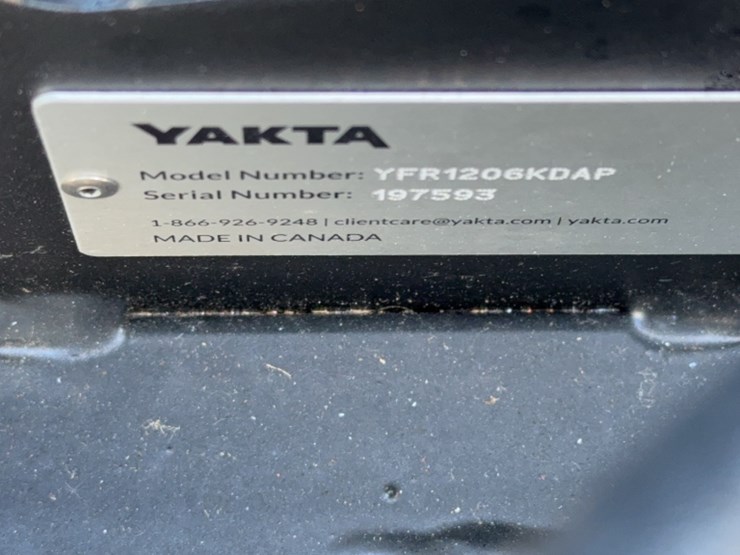 YAKTA
Model Number: YFR1206KDAP
Serial Number: 197593
1-866-926-9248 | clientcare@yakta.com | yakta.com
MADE IN CANADA